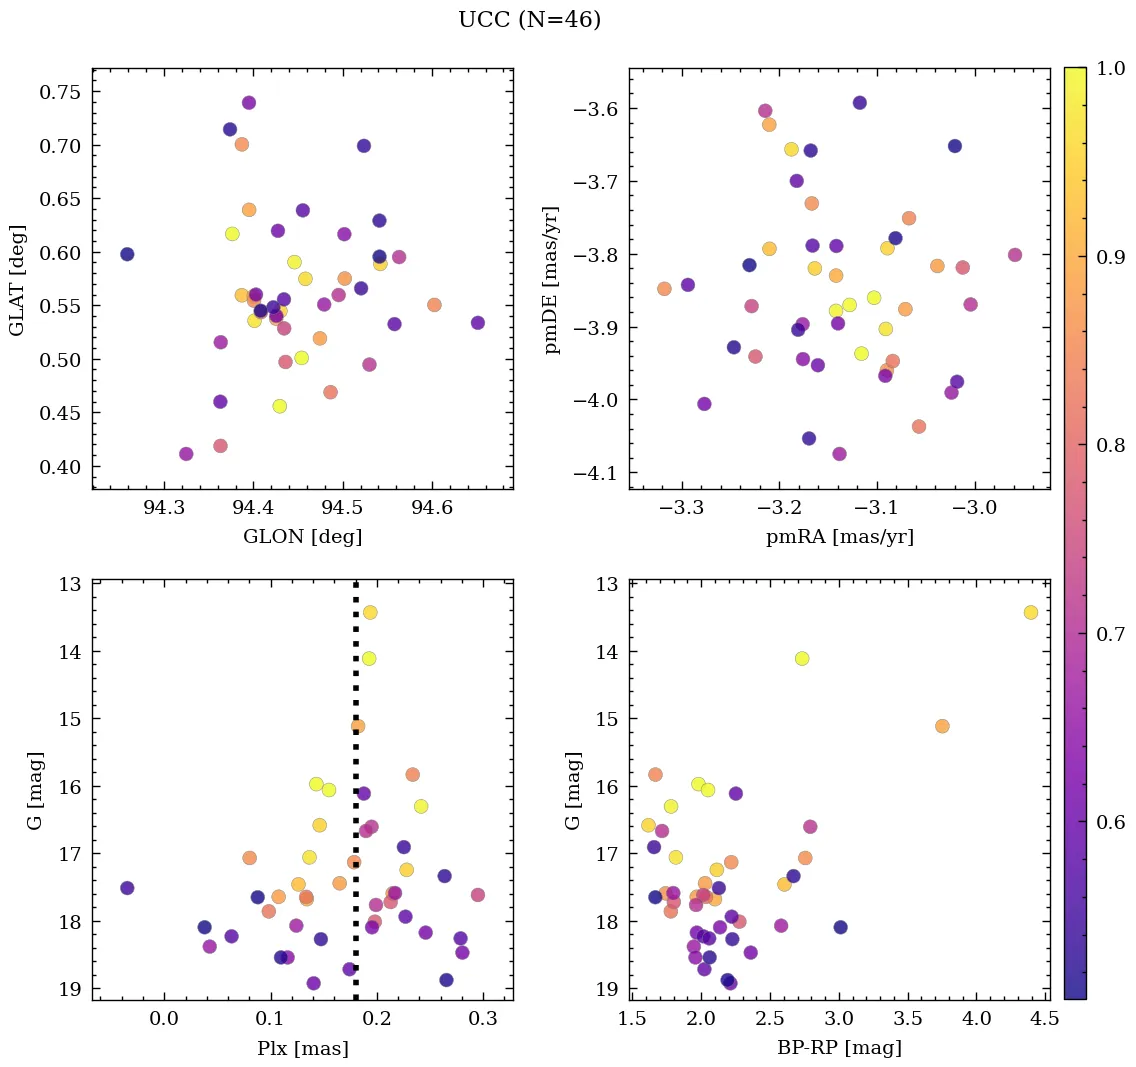 UCC (N=46)
0.75
0.70
0.65
0.60
0.55
0.50
0.45
0.40
GLAT [deg]
94.3 94.4 94.5 94.6
GLON [deg]
−3.6
−3.7
−3.8
−3.9
−4.0
−4.1
pmDE [mas/yr]
−3.3 −3.2 −3.1 −3.0
pmRA [mas/yr]
1.0
0.9
0.8
0.7
0.6
13
14
15
16
17
18
19
G [mag]
0.0 0.1 0.2 0.3
Plx [mas]
13
14
15
16
17
18
19
G [mag]
1.5 2.0 2.5 3.0 3.5 4.0 4.5
BP-RP [mag]